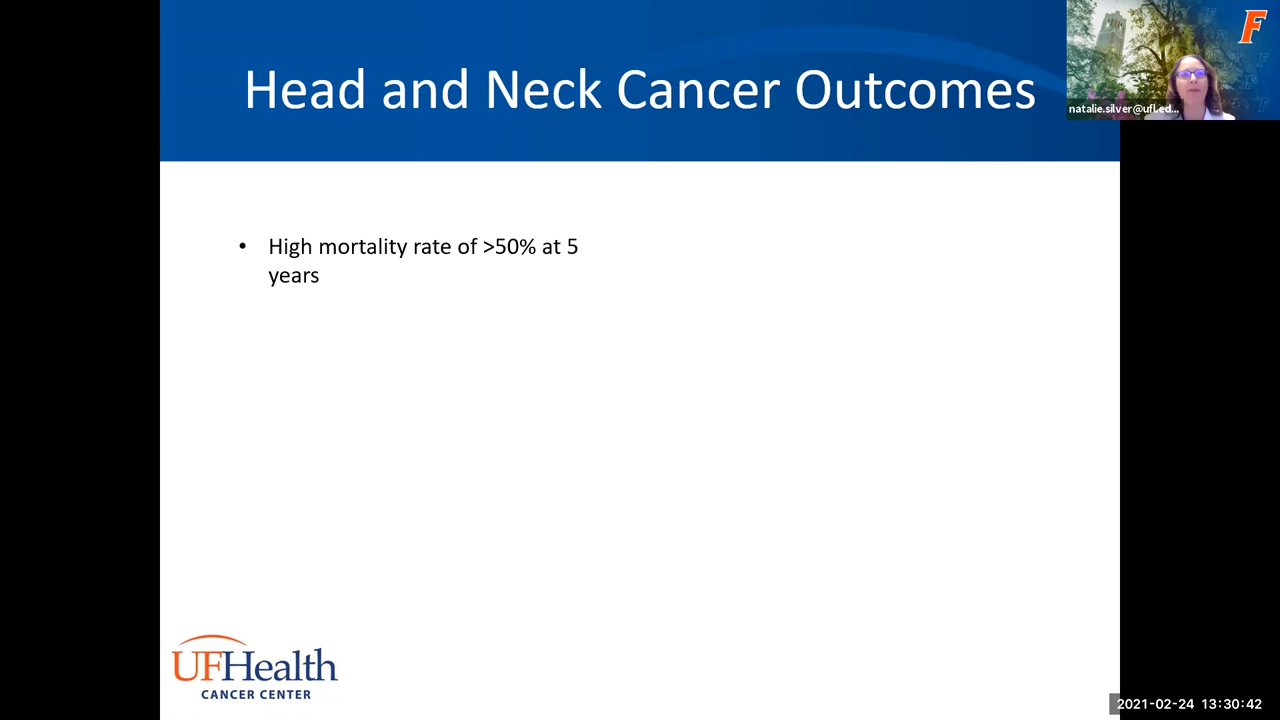 Head and Neck Cancer Outcomes
F
natalie.silver@ufl.ed...
• High mortality rate of >50% at 5
years
UFHealth
CANCER CENTER
2021-02-24 13:30:42